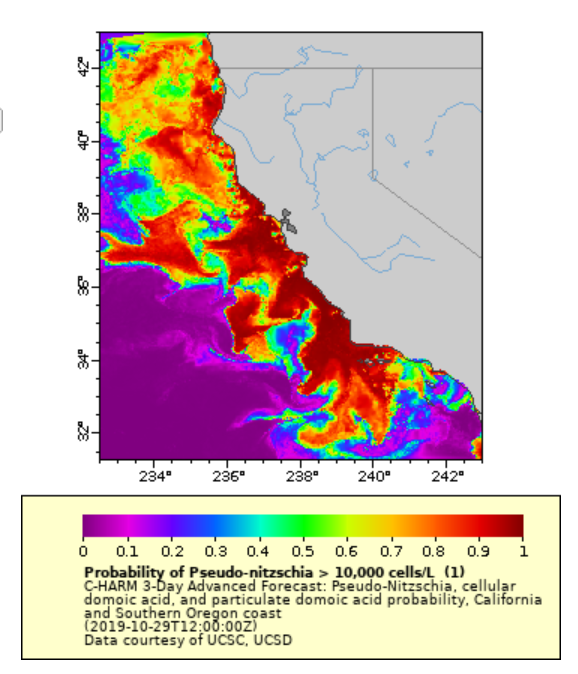 42°
40°
38°
36°
34°
32°
234° 236° 238° 240° 242°
0 0.1 0.2 0.3 0.4 0.5 0.6 0.7 0.8 0.9 1
Probability of Pseudo-nitzschia > 10,000 cells/L (1)
C-HARM 3-Day Advanced Forecast: Pseudo-Nitzschia, cellular
domoic acid, and particulate domoic acid probability, California
and Southern Oregon coast
(2019-10-29T12:00:00Z)
Data courtesy of UCSC, UCSD